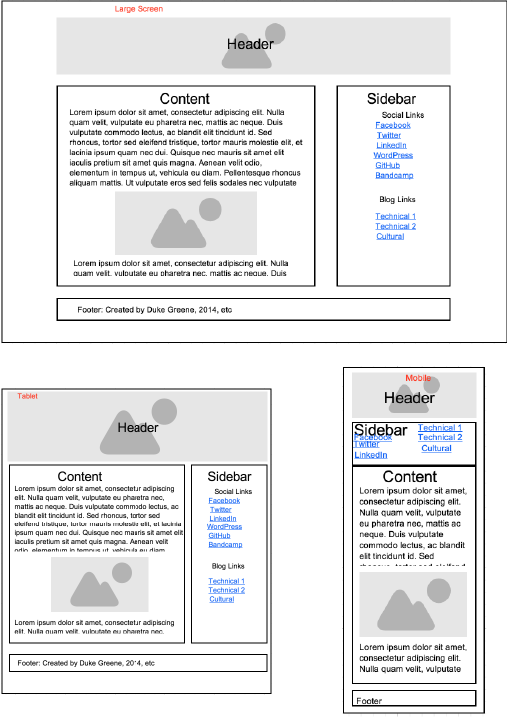 Large Screen
Header
Content
Lorem ipsum dolor sit amet, consectetur adipiscing elit. Nulla
quam velit, vulputate eu pharetra nec, mattis ac neque. Duis
vulputate commodo lectus, ac blandit elit tincidunt id. Sed
rhoncus, tortor eleifend tristique, tortor mauris molestie elit, et
lacinia ipsum quam nec dui. Quisque nec mauris sit amet elit
iaculis pretium sit amet quis magna. Aenean velit odio,
elementum in tempus ut, vehicula eu diam. Pellentesque rhoncus
aliquam mattis. Ut vulputate eros sed felis sodales nec vulputate
Lorem ipsum dolor sit amet, consectetur adipiscing elit. Nulla
quam velit, vulputate eu pharetra nec, mattis ac neque. Duis
Sidebar
Social Links
Facebook
Twitter
LinkedIn
WordPress
GitHub
Bandcamp
Blog Links
Technical 1
Technical 2
Cultural
Footer: Created by Duke Greene, 2014, etc
Tablet
Header
Content
Lorem ipsum dolor sit amet, consectetur adipiscing
elit. Nulla quam velit, vulputate eu pharetra nec,
mattis ac neque. Duis vulputate commodo lectus, ac
blandit elit tincidunt id. Sed rhoncus, tortor
eleifend tristique, tortor mauris molestie elit, et lacinia
ipsum quam nec dui. Quisque nec mauris sit amet elit
iaculis pretium sit amet quis magna. Aenean velit
odio, elementum in tempus ut, vehicula eu diam.
Lorem ipsum dolor sit amet, consectetur adipiscing
elit. Nulla quam velit, vulputate eu pharetra nec,
Sidebar
Social Links
Facebook
Twitter
LinkedIn
WordPress
GitHub
Bandcamp
Blog Links
Technical 1
Technical 2
Cultural
Footer: Created by Duke Greene, 2014, etc
Mobile
Header
Sidebar
Facebook
Twitter
LinkedIn
Technical 1
Technical 2
Cultural
Content
Lorem ipsum dolor sit amet,
consectetur adipiscing elit.
Nulla quam velit, vulputate
eu pharetra nec, mattis ac
neque. Duis vulputate
commodo lectus, ac blandit
elit tincidunt id. Sed
rhoncus, tortor eleifend
Lorem ipsum dolor sit amet,
consectetur adipiscing elit.
Nulla quam velit, vulputate
Footer